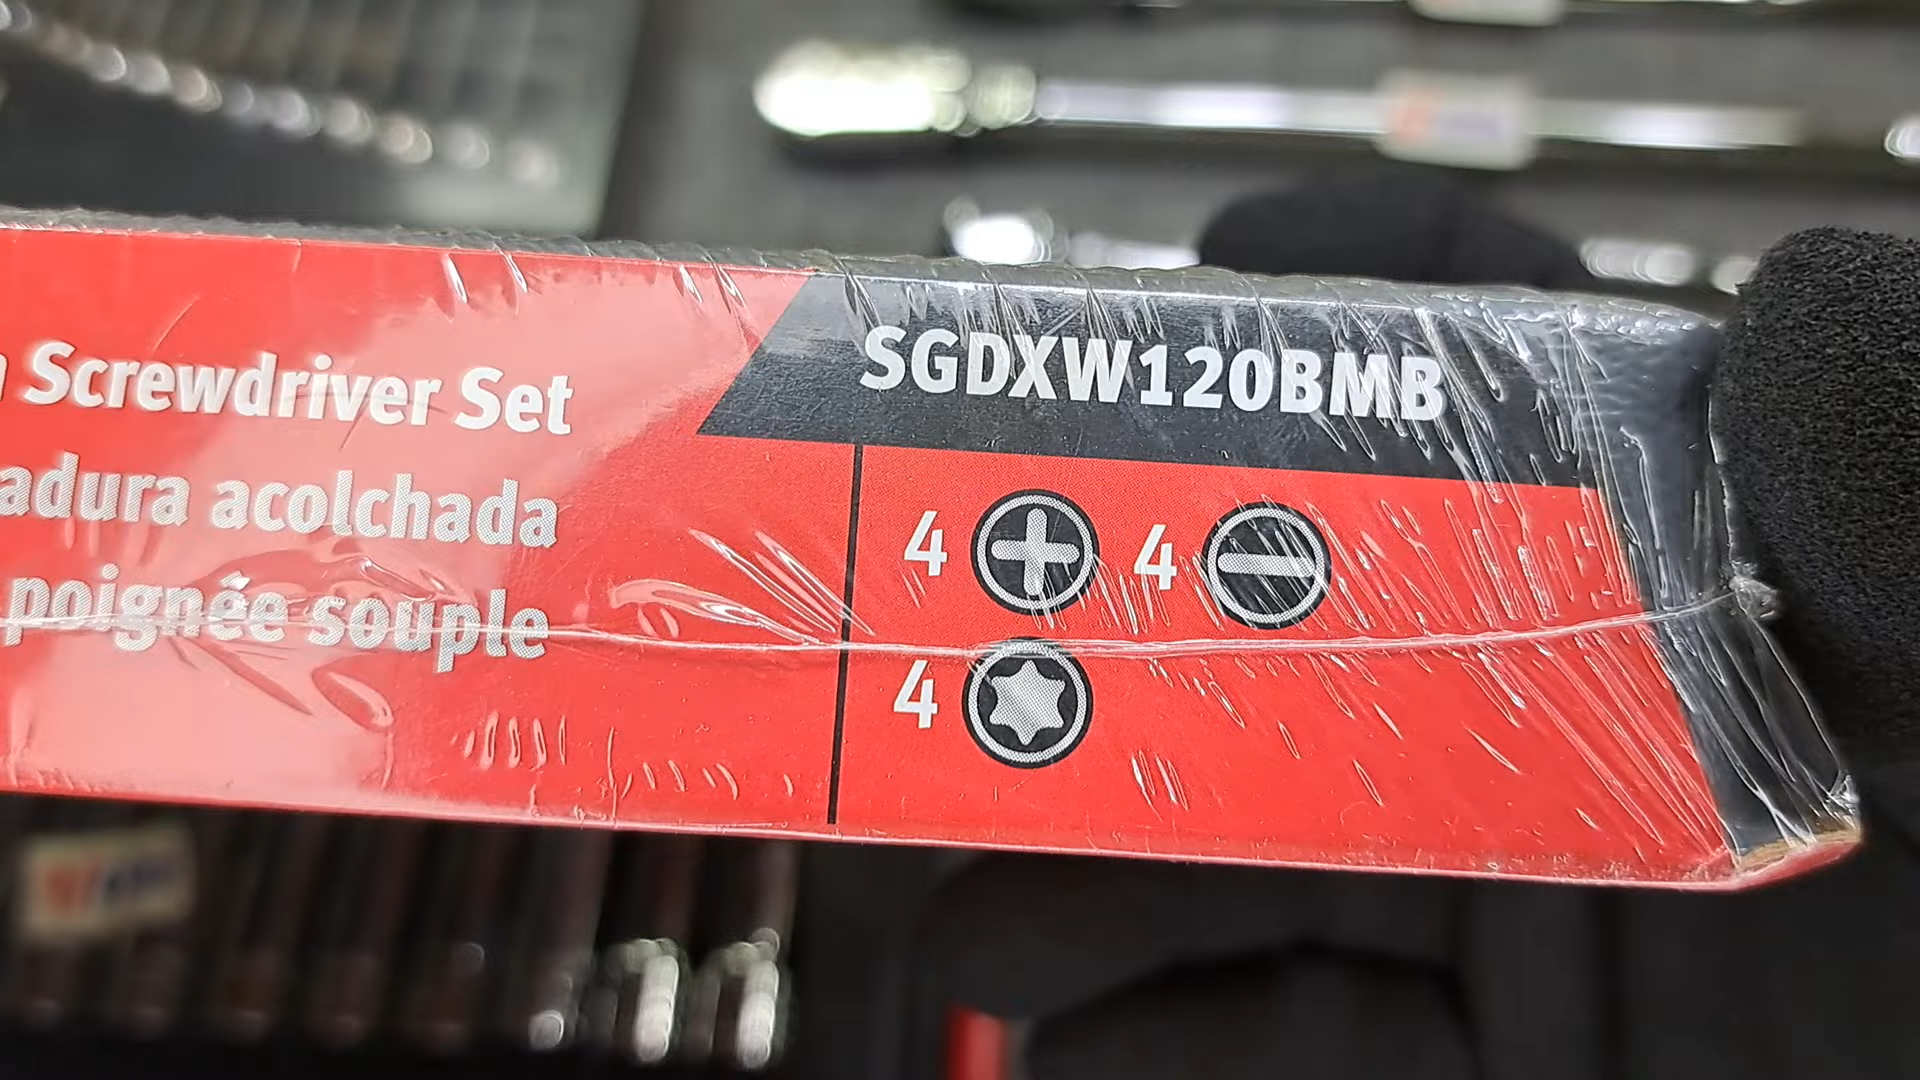 Screwdriver Set
adura acolchada
poignée souple
SGDXW120BMB
4 4
4